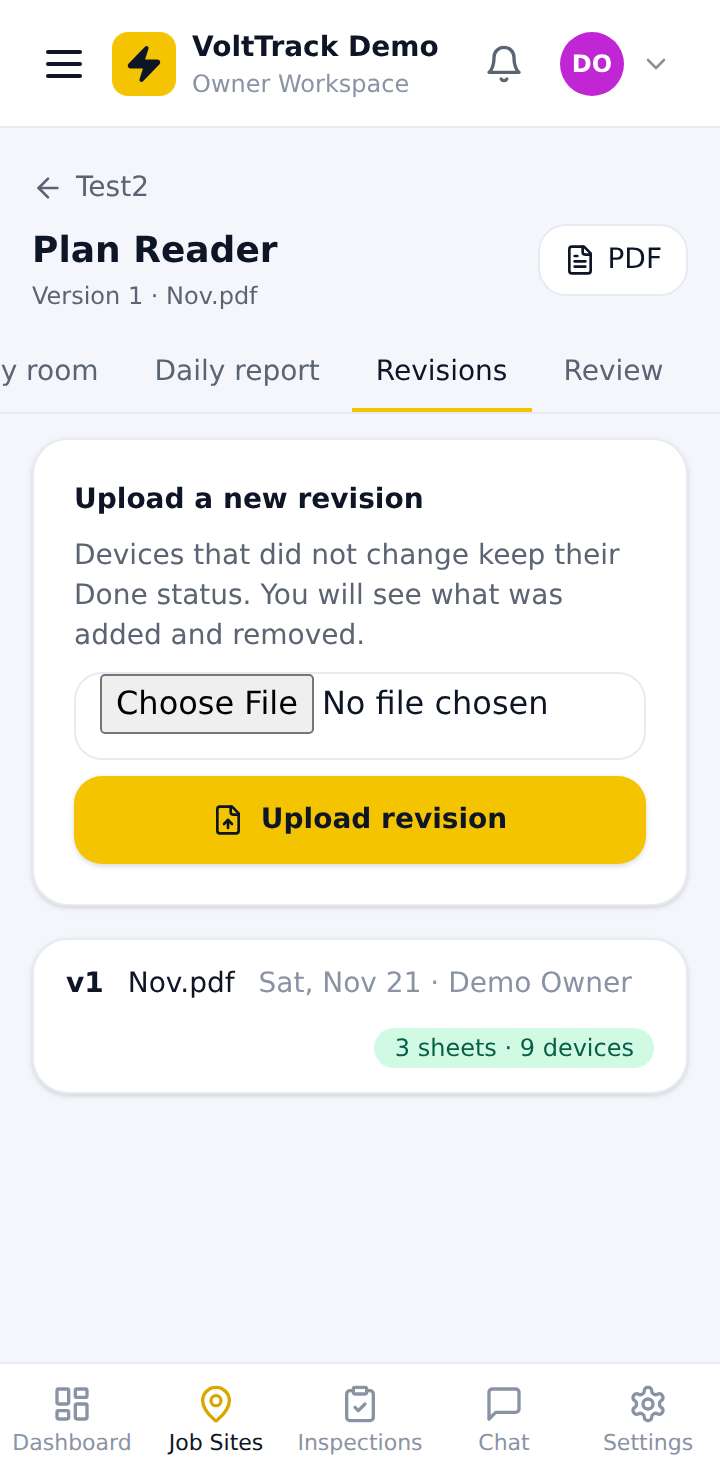 VoltTrack Demo
Owner Workspace
DO
Test2
Plan Reader
PDF
Version 1 · Nov.pdf
y room
Daily report
Revisions
Review
Upload a new revision
Devices that did not change keep their
Done status. You will see what was
added and removed.
Choose File No file chosen
Upload revision
v1 Nov.pdf Sat, Nov 21 · Demo Owner
3 sheets · 9 devices
Dashboard
Job Sites
Inspections
Chat
Settings